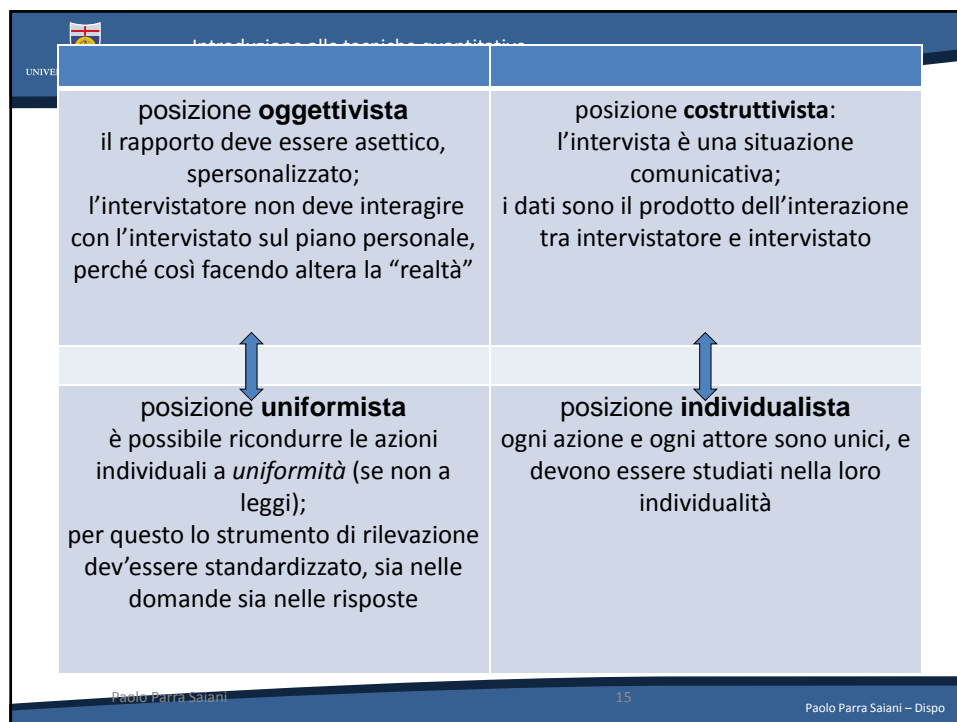 Introduzione alle tecniche quantitative
UNIVE
posizione oggettivista
il rapporto deve essere asettico,
spersonalizzato;
l’intervistatore non deve interagire
con l’intervistato sul piano personale,
perché così facendo altera la “realtà”
posizione costruttivista:
l’intervista è una situazione
comunicativa;
i dati sono il prodotto dell’interazione
tra intervistatore e intervistato
posizione uniformista
è possibile ricondurre le azioni
individuali a uniformità (se non a
leggi);
per questo lo strumento di rilevazione
dev’essere standardizzato, sia nelle
domande sia nelle risposte
posizione individualista
ogni azione e ogni attore sono unici, e
devono essere studiati nella loro
individualità
Paolo Parra Saiani
15
Paolo Parra Saiani – Dispo